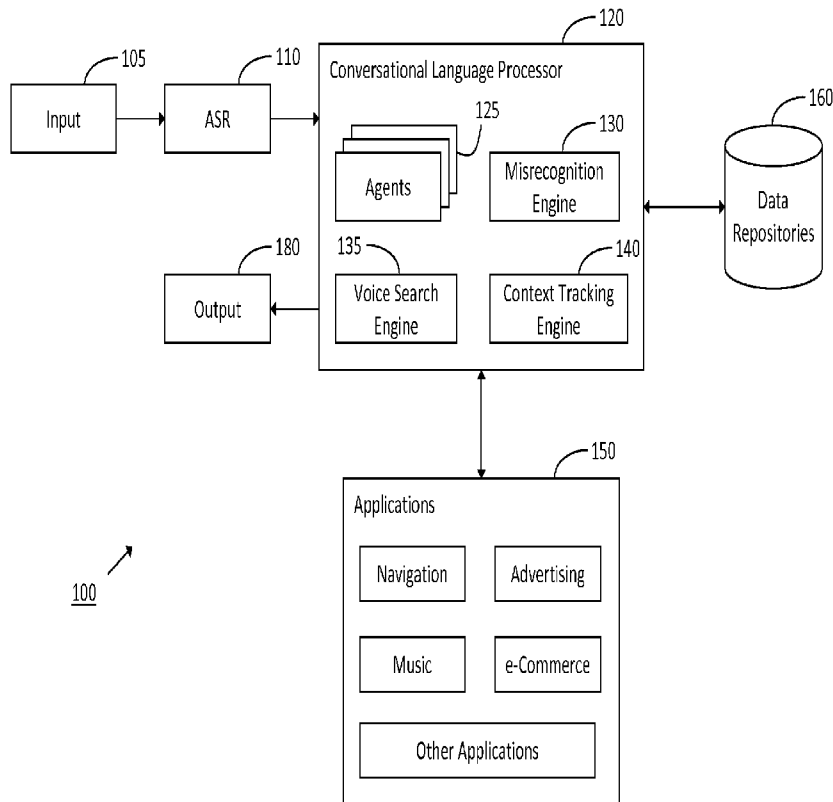 120
105
110
Conversational Language Processor
125
160
Input
ASR
130
Agents
Misrecognition
Engine
Data
Repositories
180
135
140
Output
Voice Search
Engine
Context Tracking
Engine
150
Applications
Navigation
Advertising
100
Music
e-Commerce
Other Applications